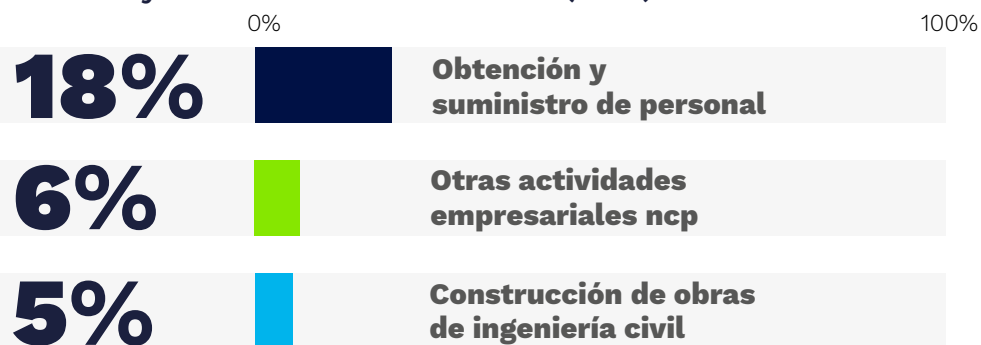 0% 100%
18%
Obtención y
suministro de personal
6%
Otras actividades
empresariales ncp
5%
Construcción de obras
de ingeniería civil